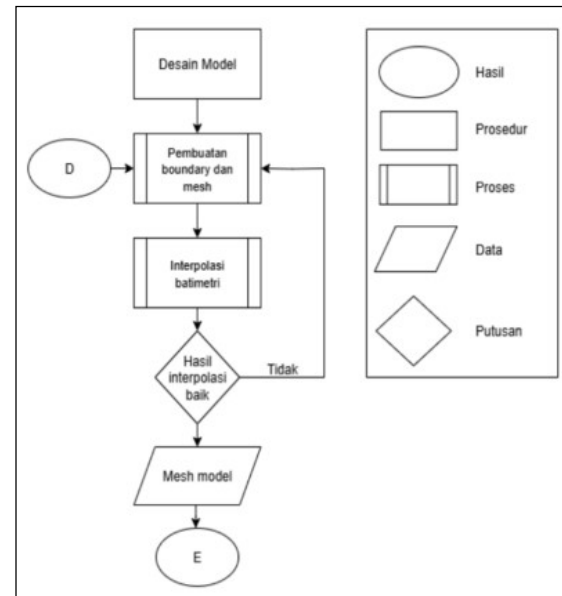 Desain Model
D
Pembuatan
boundary dan
mesh
Interpolasi
batimetri
Hasil
interpolasi
baik
Tidak
Mesh model
E
Hasil
Prosedur
Proses
Data
Putusan